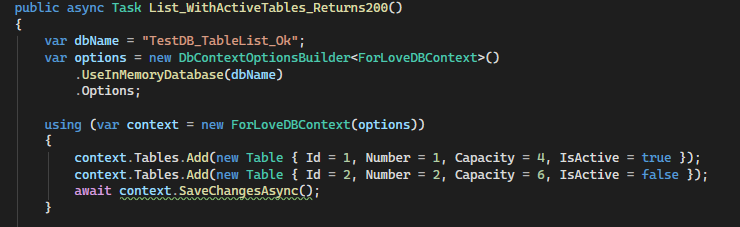 public async Task List_WithActiveTables_Returns200()
{
    var dbName = "TestDB_TableList_Ok";
    var options = new DbContextOptionsBuilder<ForLoveDBContext>()
        .UseInMemoryDatabase(dbName)
        .Options;

    using (var context = new ForLoveDBContext(options))
    {
        context.Tables.Add(new Table { Id = 1, Number = 1, Capacity = 4, IsActive = true });
        context.Tables.Add(new Table { Id = 2, Number = 2, Capacity = 6, IsActive = false });
        await context.SaveChangesAsync();
    }